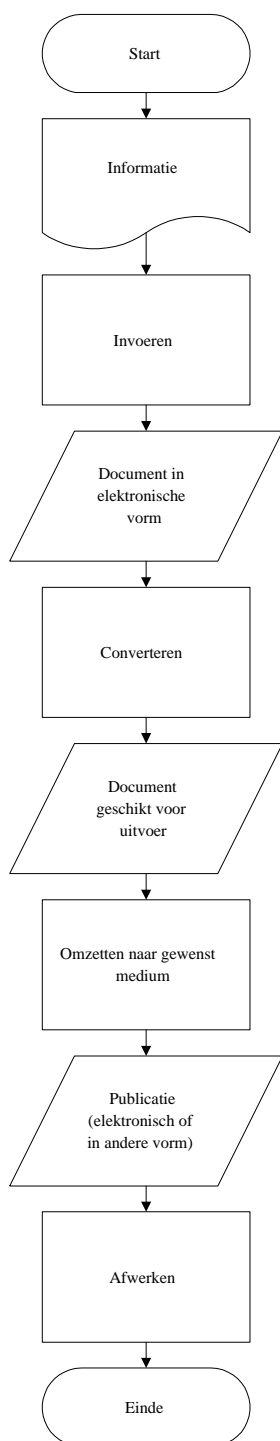 Start
Informatie
Invoeren
Document in
elektronische
vorm
Converteren
Document
geschikt voor
uitvoer
Omzetten naar gewenst
medium
Publicatie
(elektronisch of
in andere vorm)
Afwerken
Einde